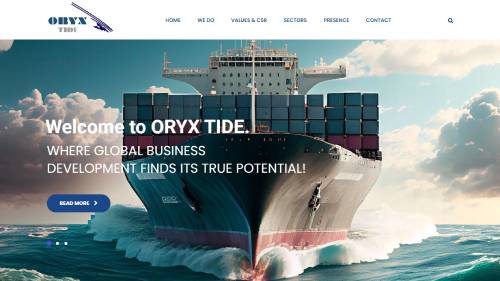 ORYX
TIDE
HOME WE DO VALUES & CSR SECTORS PRESENCE CONTACT
Welcome to ORYX TIDE.
WHERE GLOBAL BUSINESS
DEVELOPMENT FINDS ITS TRUE POTENTIAL!
READ MORE